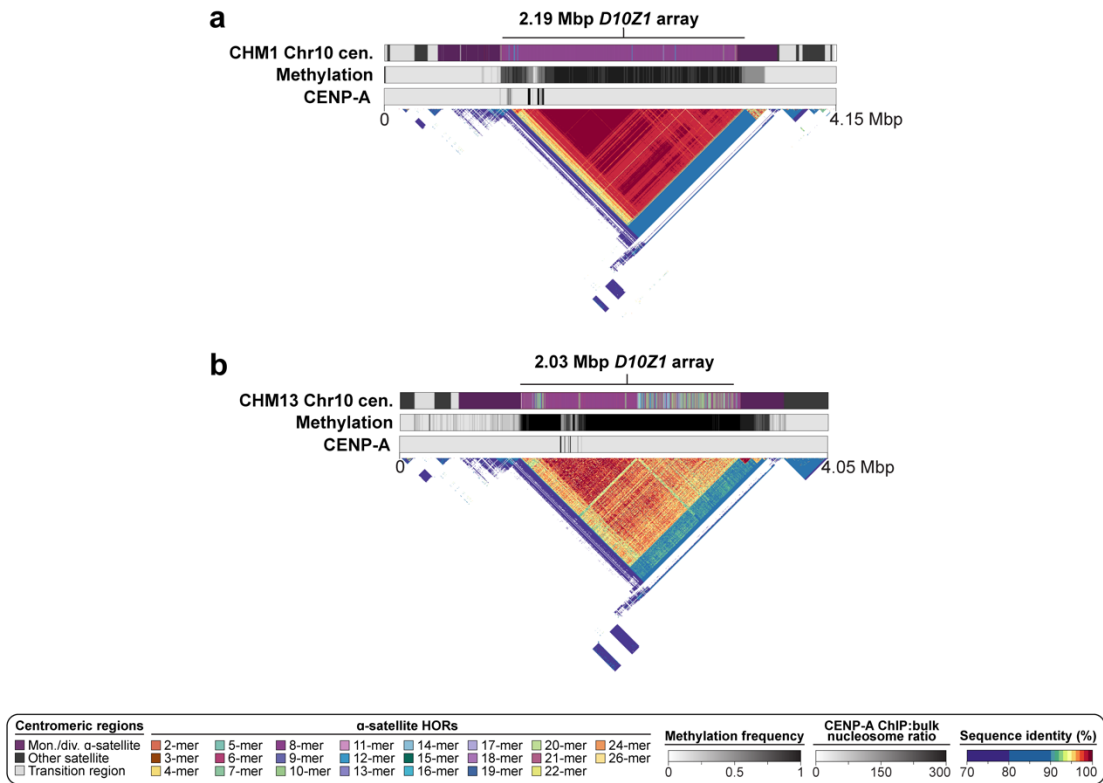 a
2.19 Mbp D10Z1 array
CHM1 Chr10 cen.
Methylation
CENP-A
0
4.15 Mbp
b
2.03 Mbp D10Z1 array
CHM13 Chr10 cen.
Methylation
CENP-A
0
4.05 Mbp
Centromeric regions
Mon./div. α-satellite
Other satellite
Transition region
α-satellite HORs
2-mer 5-mer 8-mer 11-mer 14-mer 17-mer 20-mer 24-mer
3-mer 6-mer 9-mer 12-mer 15-mer 18-mer 21-mer 26-mer
4-mer 7-mer 10-mer 13-mer 16-mer 19-mer 22-mer
Methylation frequency
0 0.5 1
CENP-A ChIP:bulk
nucleosome ratio
0 150 300
Sequence identity (%)
70 80 90 100